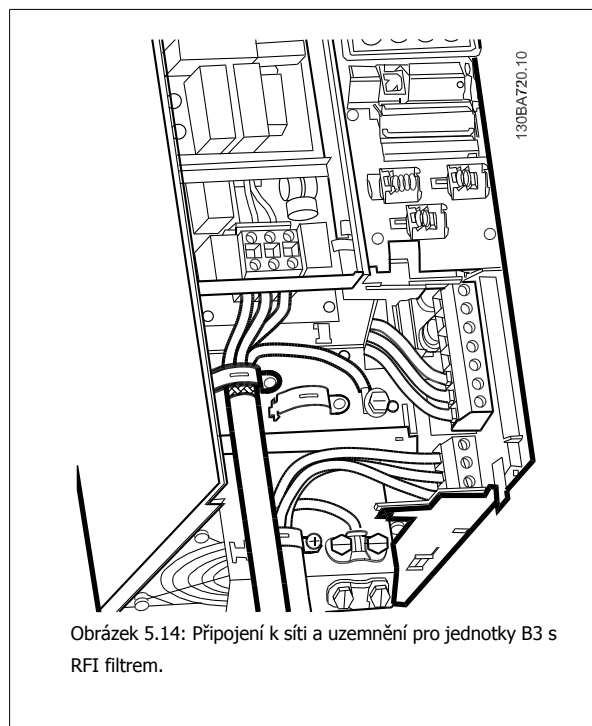 130BA720.10
Obrázek 5.14: Připojení k síti a uzemnění pro jednotky B3 s
RFI filtrem.